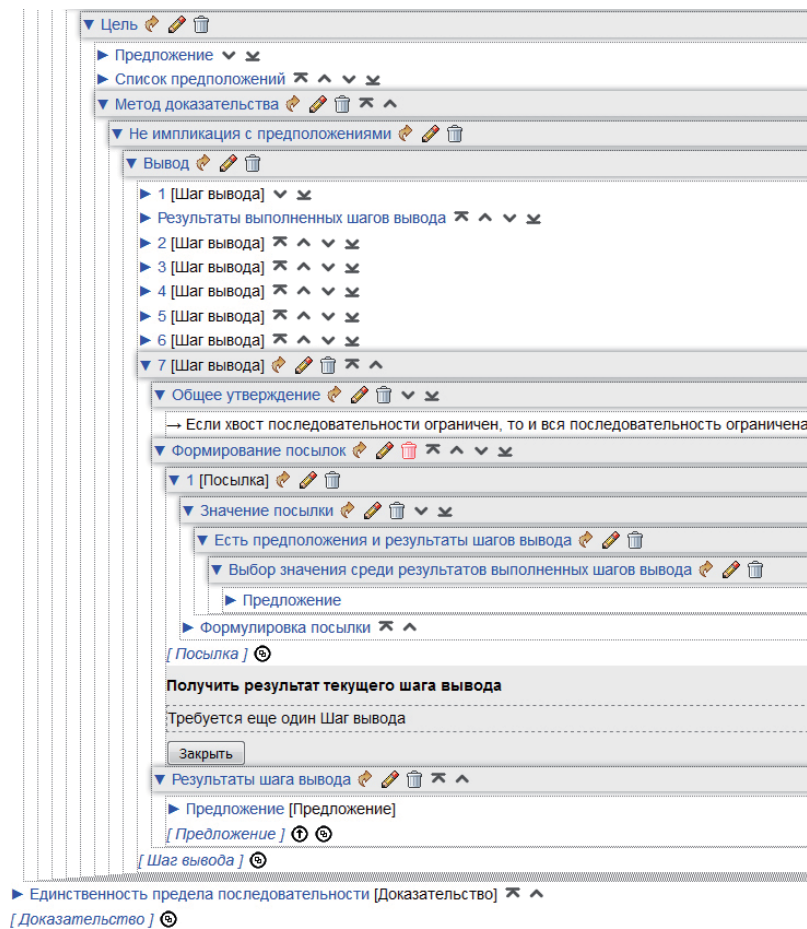 Цель
Предложение
Список предположений
Метод доказательства
Не импликация с предположениями
Вывод
1 [Шаг вывода]
Результаты выполненных шагов вывода
2 [Шаг вывода]
3 [Шаг вывода]
4 [Шаг вывода]
5 [Шаг вывода]
6 [Шаг вывода]
7 [Шаг вывода]
Общее утверждение
→ Если хвост последовательности ограничен, то и вся последовательность ограничена
Формирование посылок
1 [Посылка]
Значение посылки
Есть предположения и результаты шагов вывода
Выбор значения среди результатов выполненных шагов вывода
Предложение
Формулировка посылки
[ Посылка ]
Получить результат текущего шага вывода
Требуется еще один Шаг вывода
Закрыть
Результаты шага вывода
Предложение [Предложение]
[ Предложение ]
[ Шаг вывода ]
Единственность предела последовательности [Доказательство]
[ Доказательство ]